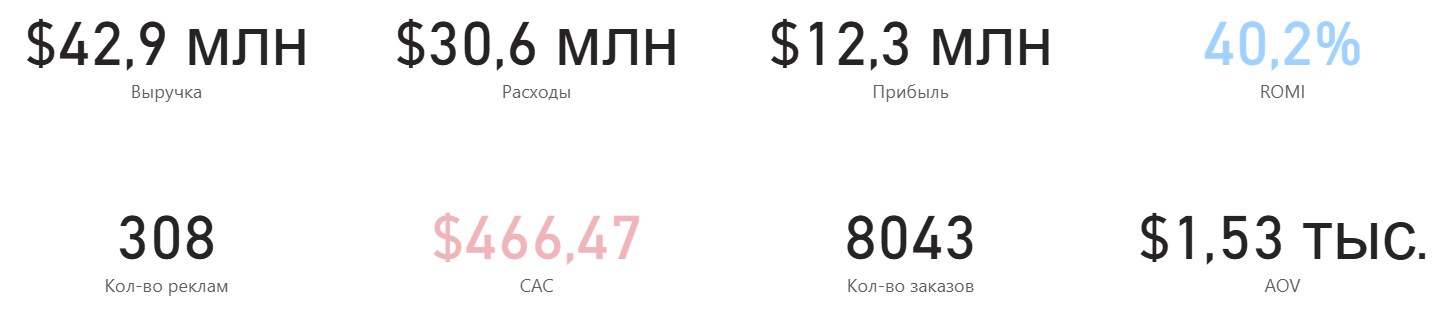 $42,9 млн $30,6 млн $12,3 млн 40,2%
Выручка Расходы Прибыль ROMI
308 $466,47 8043 $1,53 тыс.
Кол-во реклам CAC Кол-во заказов AOV